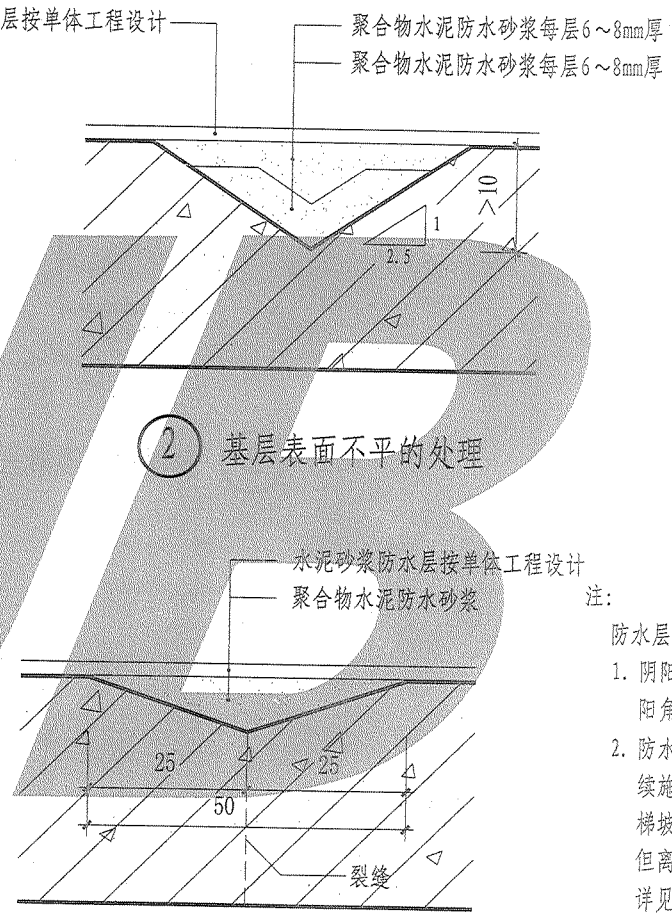 层按单体工程设计
聚合物水泥防水砂浆每层6～8mm厚
聚合物水泥防水砂浆每层6～8mm厚
>10
1
2.5
2 基层表面不平的处理
水泥砂浆防水层按单体工程设计
聚合物水泥防水砂浆
注:
防水层
1. 阴阳
阳角
2. 防水
续施
梯坡
但离
详见
25 25
50
裂缝